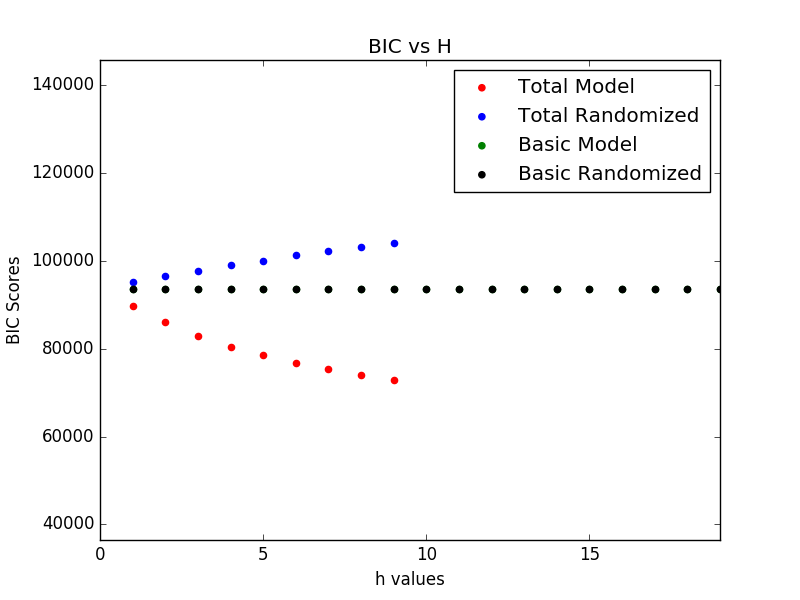 BIC vs H
Total Model
Total Randomized
Basic Model
Basic Randomized
BIC Scores
140000
120000
100000
80000
60000
40000
0 5 10 15
h values